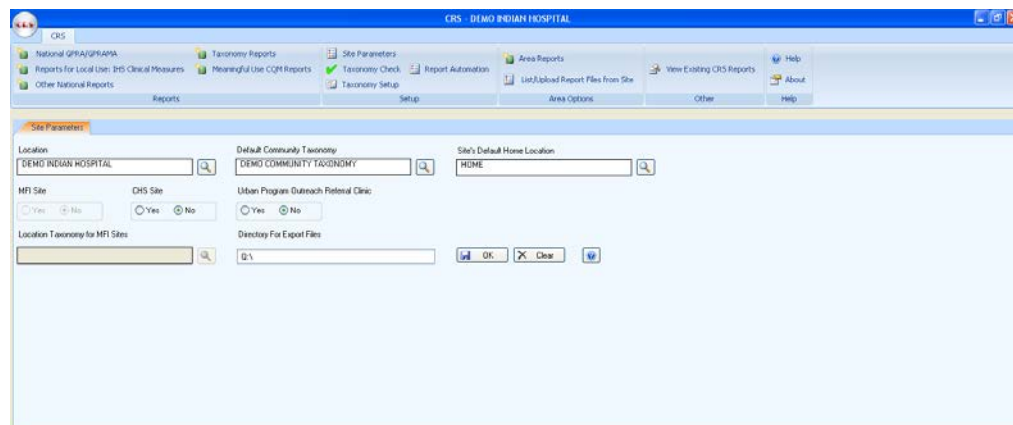 CRS - DEMO INDIAN HOSPITAL
CRS
National GPRA/GPRAMA
Taxonomy Reports
Site Parameters
Area Reports
View Existing CRS Reports
Help
Reports for Local Use: IHS Clinical Measures
Meaningful Use CQM Reports
Taxonomy Check
Report Automation
List/Upload Report Files from Site
About
Other National Reports
Taxonomy Setup
Reports
Setup
Area Options
Other
Help
Site Parameters
Location
Default Community Taxonomy
Site's Default Home Location
DEMO INDIAN HOSPITAL
DEMO COMMUNITY TAXONOMY
HOME
MFI Site
CHS Site
Urban Program Outreach Referral Clinic
Yes No
Yes No
Yes No
Location Taxonomy for MFI Sites
Directory For Export Files
Q:\
OK
Clear